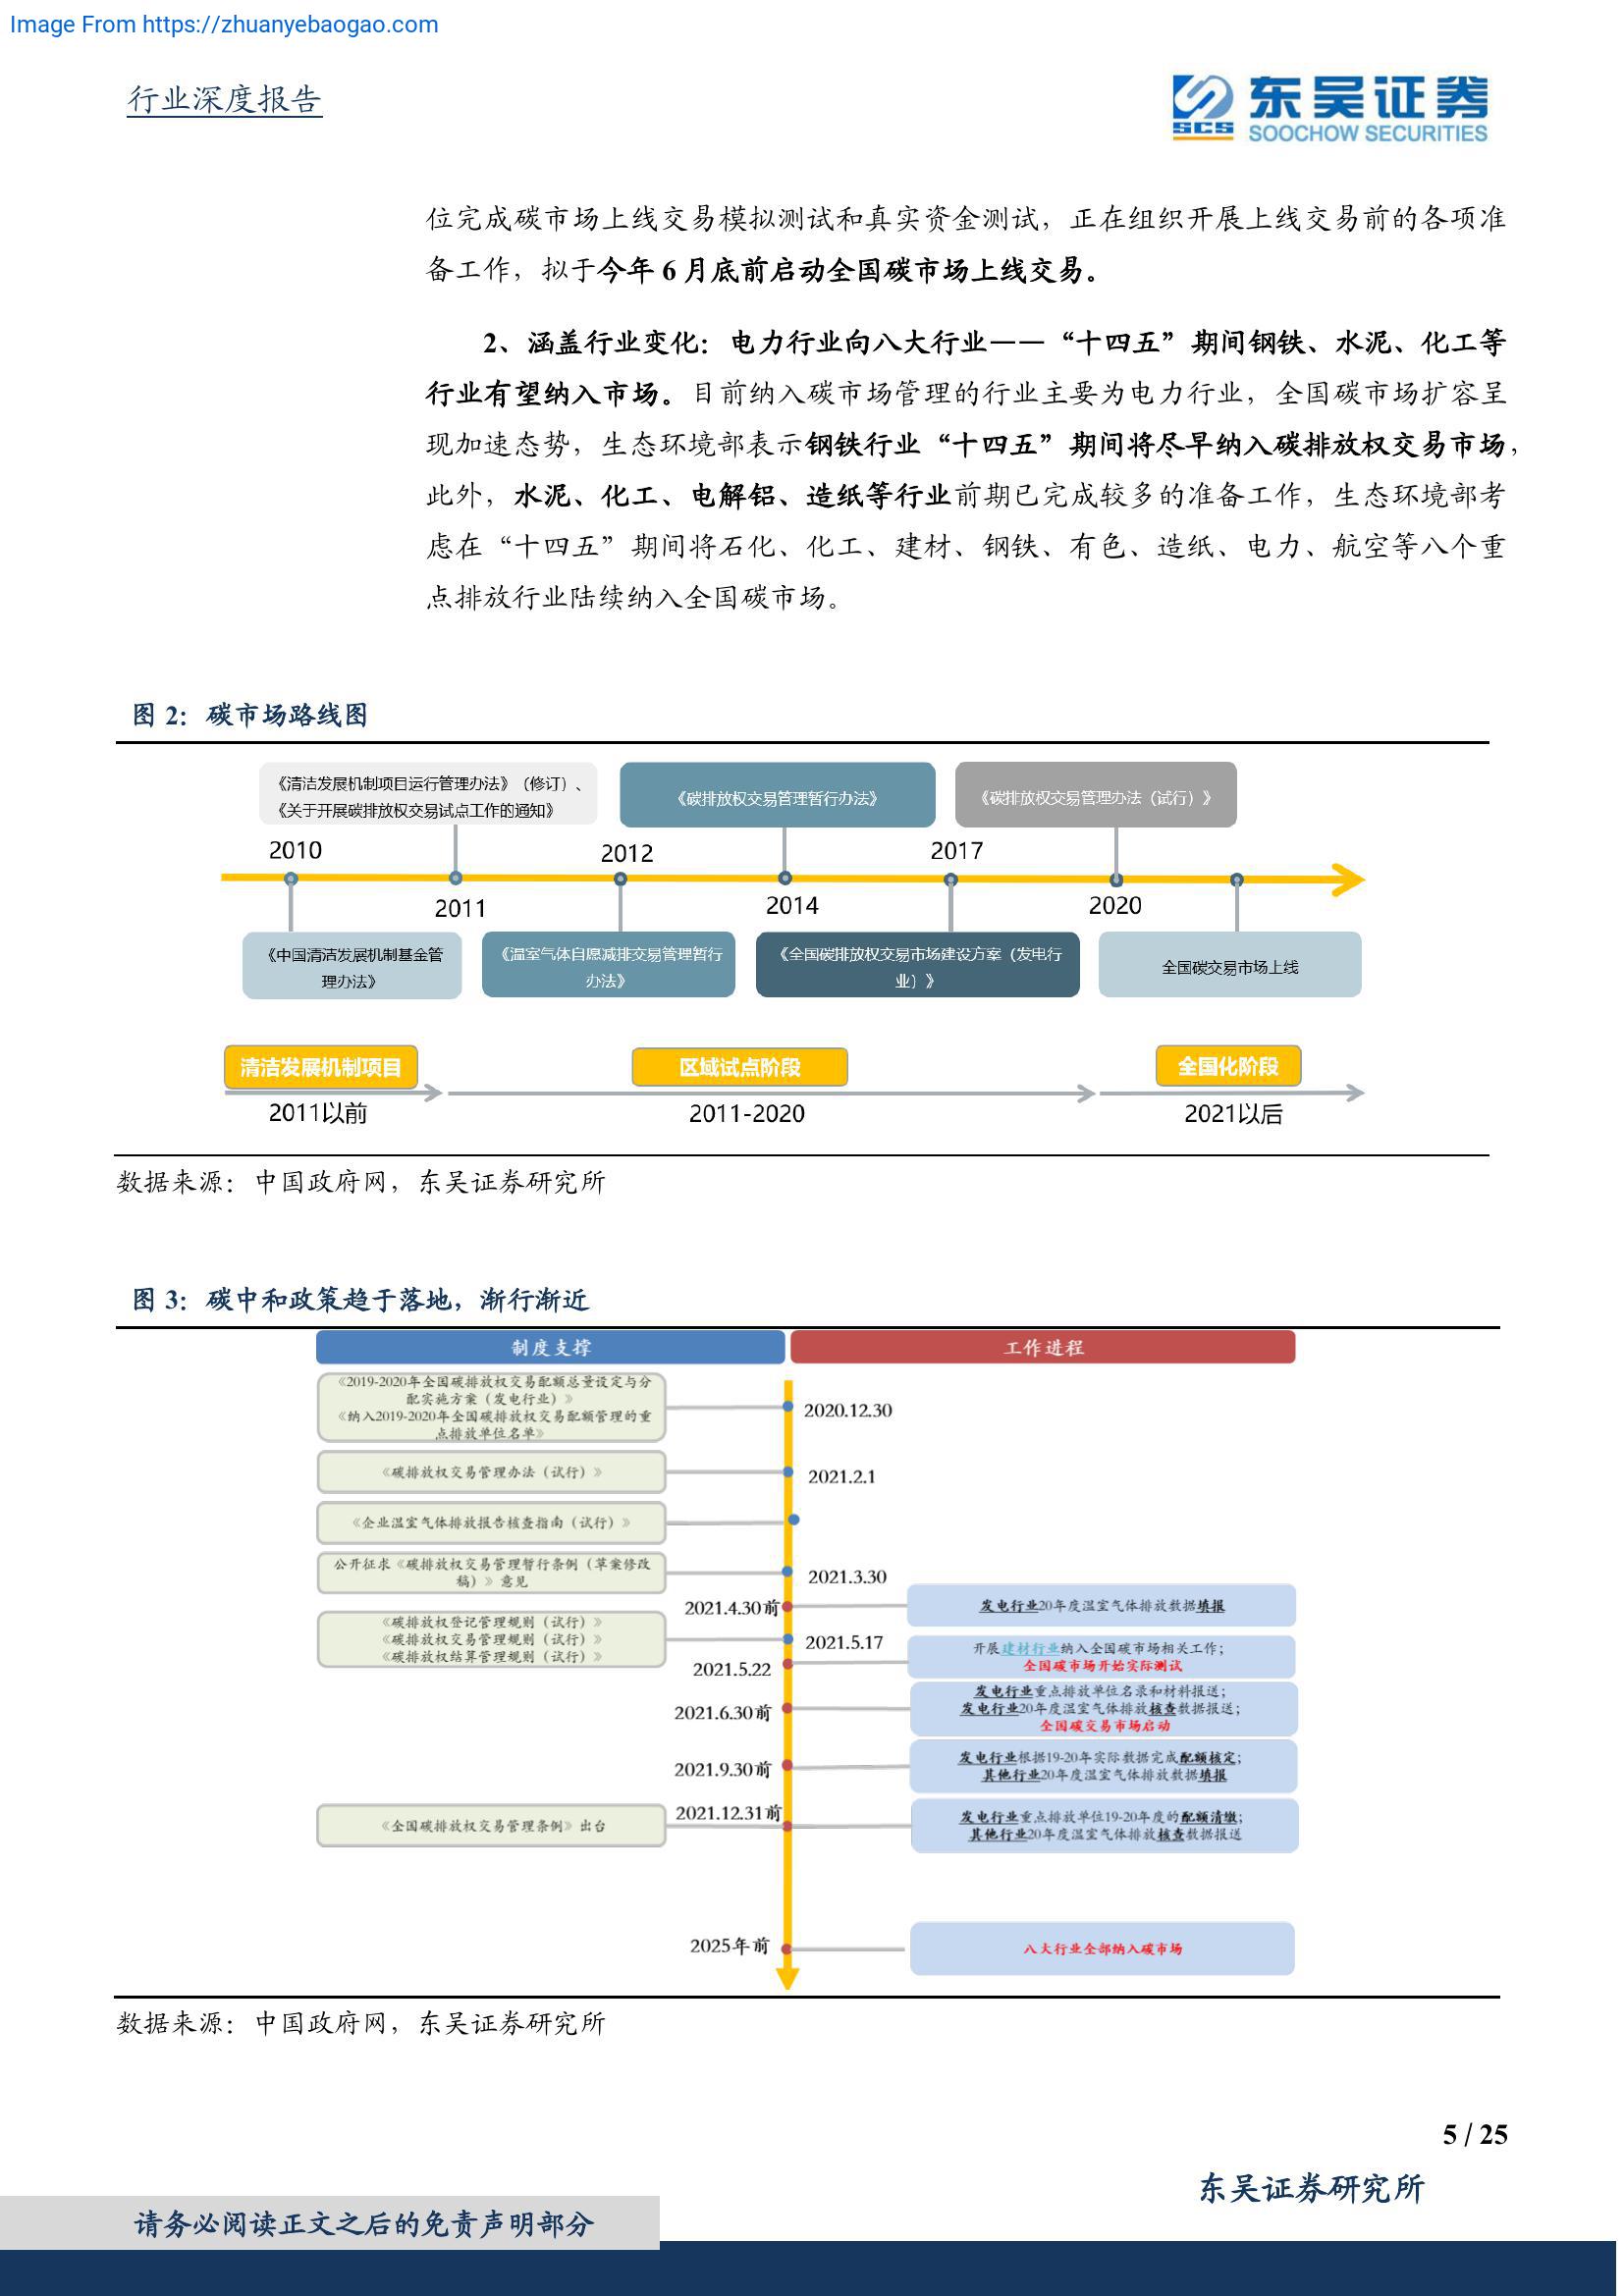 Image From https://zhuanyebaogao.com
行业深度报告
东吴证券
SCS
SOOCHOW SECURITIES
位完成碳市场上线交易模拟测试和真实资金测试，正在组织开展上线交易前的各项准
备工作，拟于今年 6 月底前启动全国碳市场上线交易。
2、涵盖行业变化：电力行业向八大行业——“十四五”期间钢铁、水泥、化工等
行业有望纳入市场。目前纳入碳市场管理的行业主要为电力行业，全国碳市场扩容呈
现加速态势，生态环境部表示钢铁行业“十四五”期间将尽早纳入碳排放权交易市场，
此外，水泥、化工、电解铝、造纸等行业前期已完成较多的准备工作，生态环境部考
虑在“十四五”期间将石化、化工、建材、钢铁、有色、造纸、电力、航空等八个重
点排放行业陆续纳入全国碳市场。
图 2：碳市场路线图
《清洁发展机制项目运行管理办法》（修订）、
《关于开展碳排放权交易试点工作的通知》
《碳排放权交易管理暂行办法》
《碳排放权交易管理办法（试行）》
2010
2012
2017
2011
2014
2020
《中国清洁发展机制基金管
理办法》
《温室气体自愿减排交易管理暂行
办法》
《全国碳排放权交易市场建设方案（发电行
业）》
全国碳交易市场上线
清洁发展机制项目
区域试点阶段
全国化阶段
2011以前
2011-2020
2021以后
数据来源：中国政府网，东吴证券研究所
图 3：碳中和政策趋于落地，渐行渐近
制度支撑
工作进程
《2019-2020年全国碳排放权交易配额总量设定与分
配实施方案（发电行业）》
《纳入2019-2020年全国碳排放权交易配额管理的重
点排放单位名单》
2020.12.30
《碳排放权交易管理办法（试行）》
2021.2.1
《企业温室气体排放报告核查指南（试行）》
公开征求《碳排放权交易管理暂行条例（草案修改
稿）》意见
2021.3.30
2021.4.30前
发电行业20年度温室气体排放数据填报
《碳排放权登记管理规则（试行）》
《碳排放权交易管理规则（试行）》
《碳排放权结算管理规则（试行）》
2021.5.17
2021.5.22
开展建材行业纳入全国碳市场相关工作；
全国碳市场开始实际测试
2021.6.30前
发电行业重点排放单位名录和材料报送；
发电行业20年度温室气体排放核查数据报送；
全国碳交易市场启动
2021.9.30前
发电行业根据19-20年实际数据完成配额核定；
其他行业20年度温室气体排放数据填报
2021.12.31前
《全国碳排放权交易管理条例》出台
发电行业重点排放单位19-20年度的配额清缴；
其他行业20年度温室气体排放核查数据报送
2025年前
八大行业全部纳入碳市场
数据来源：中国政府网，东吴证券研究所
5 / 25
东吴证券研究所
请务必阅读正文之后的免责声明部分